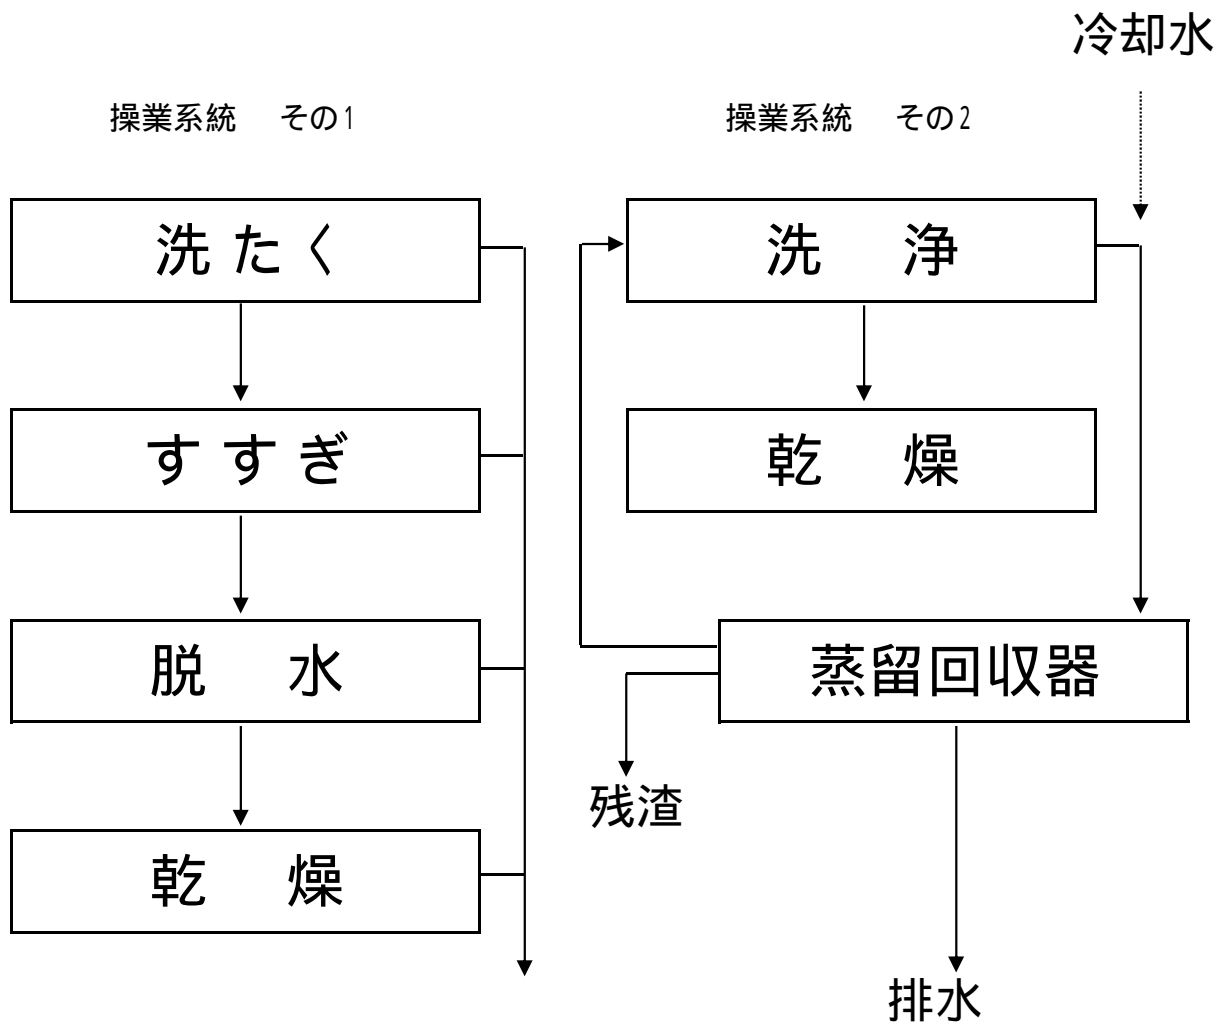 冷却水
操業系統　その1
操業系統　その2
洗たく
洗　浄
すすぎ
乾　燥
脱　水
蒸留回収器
残渣
乾　燥
排水